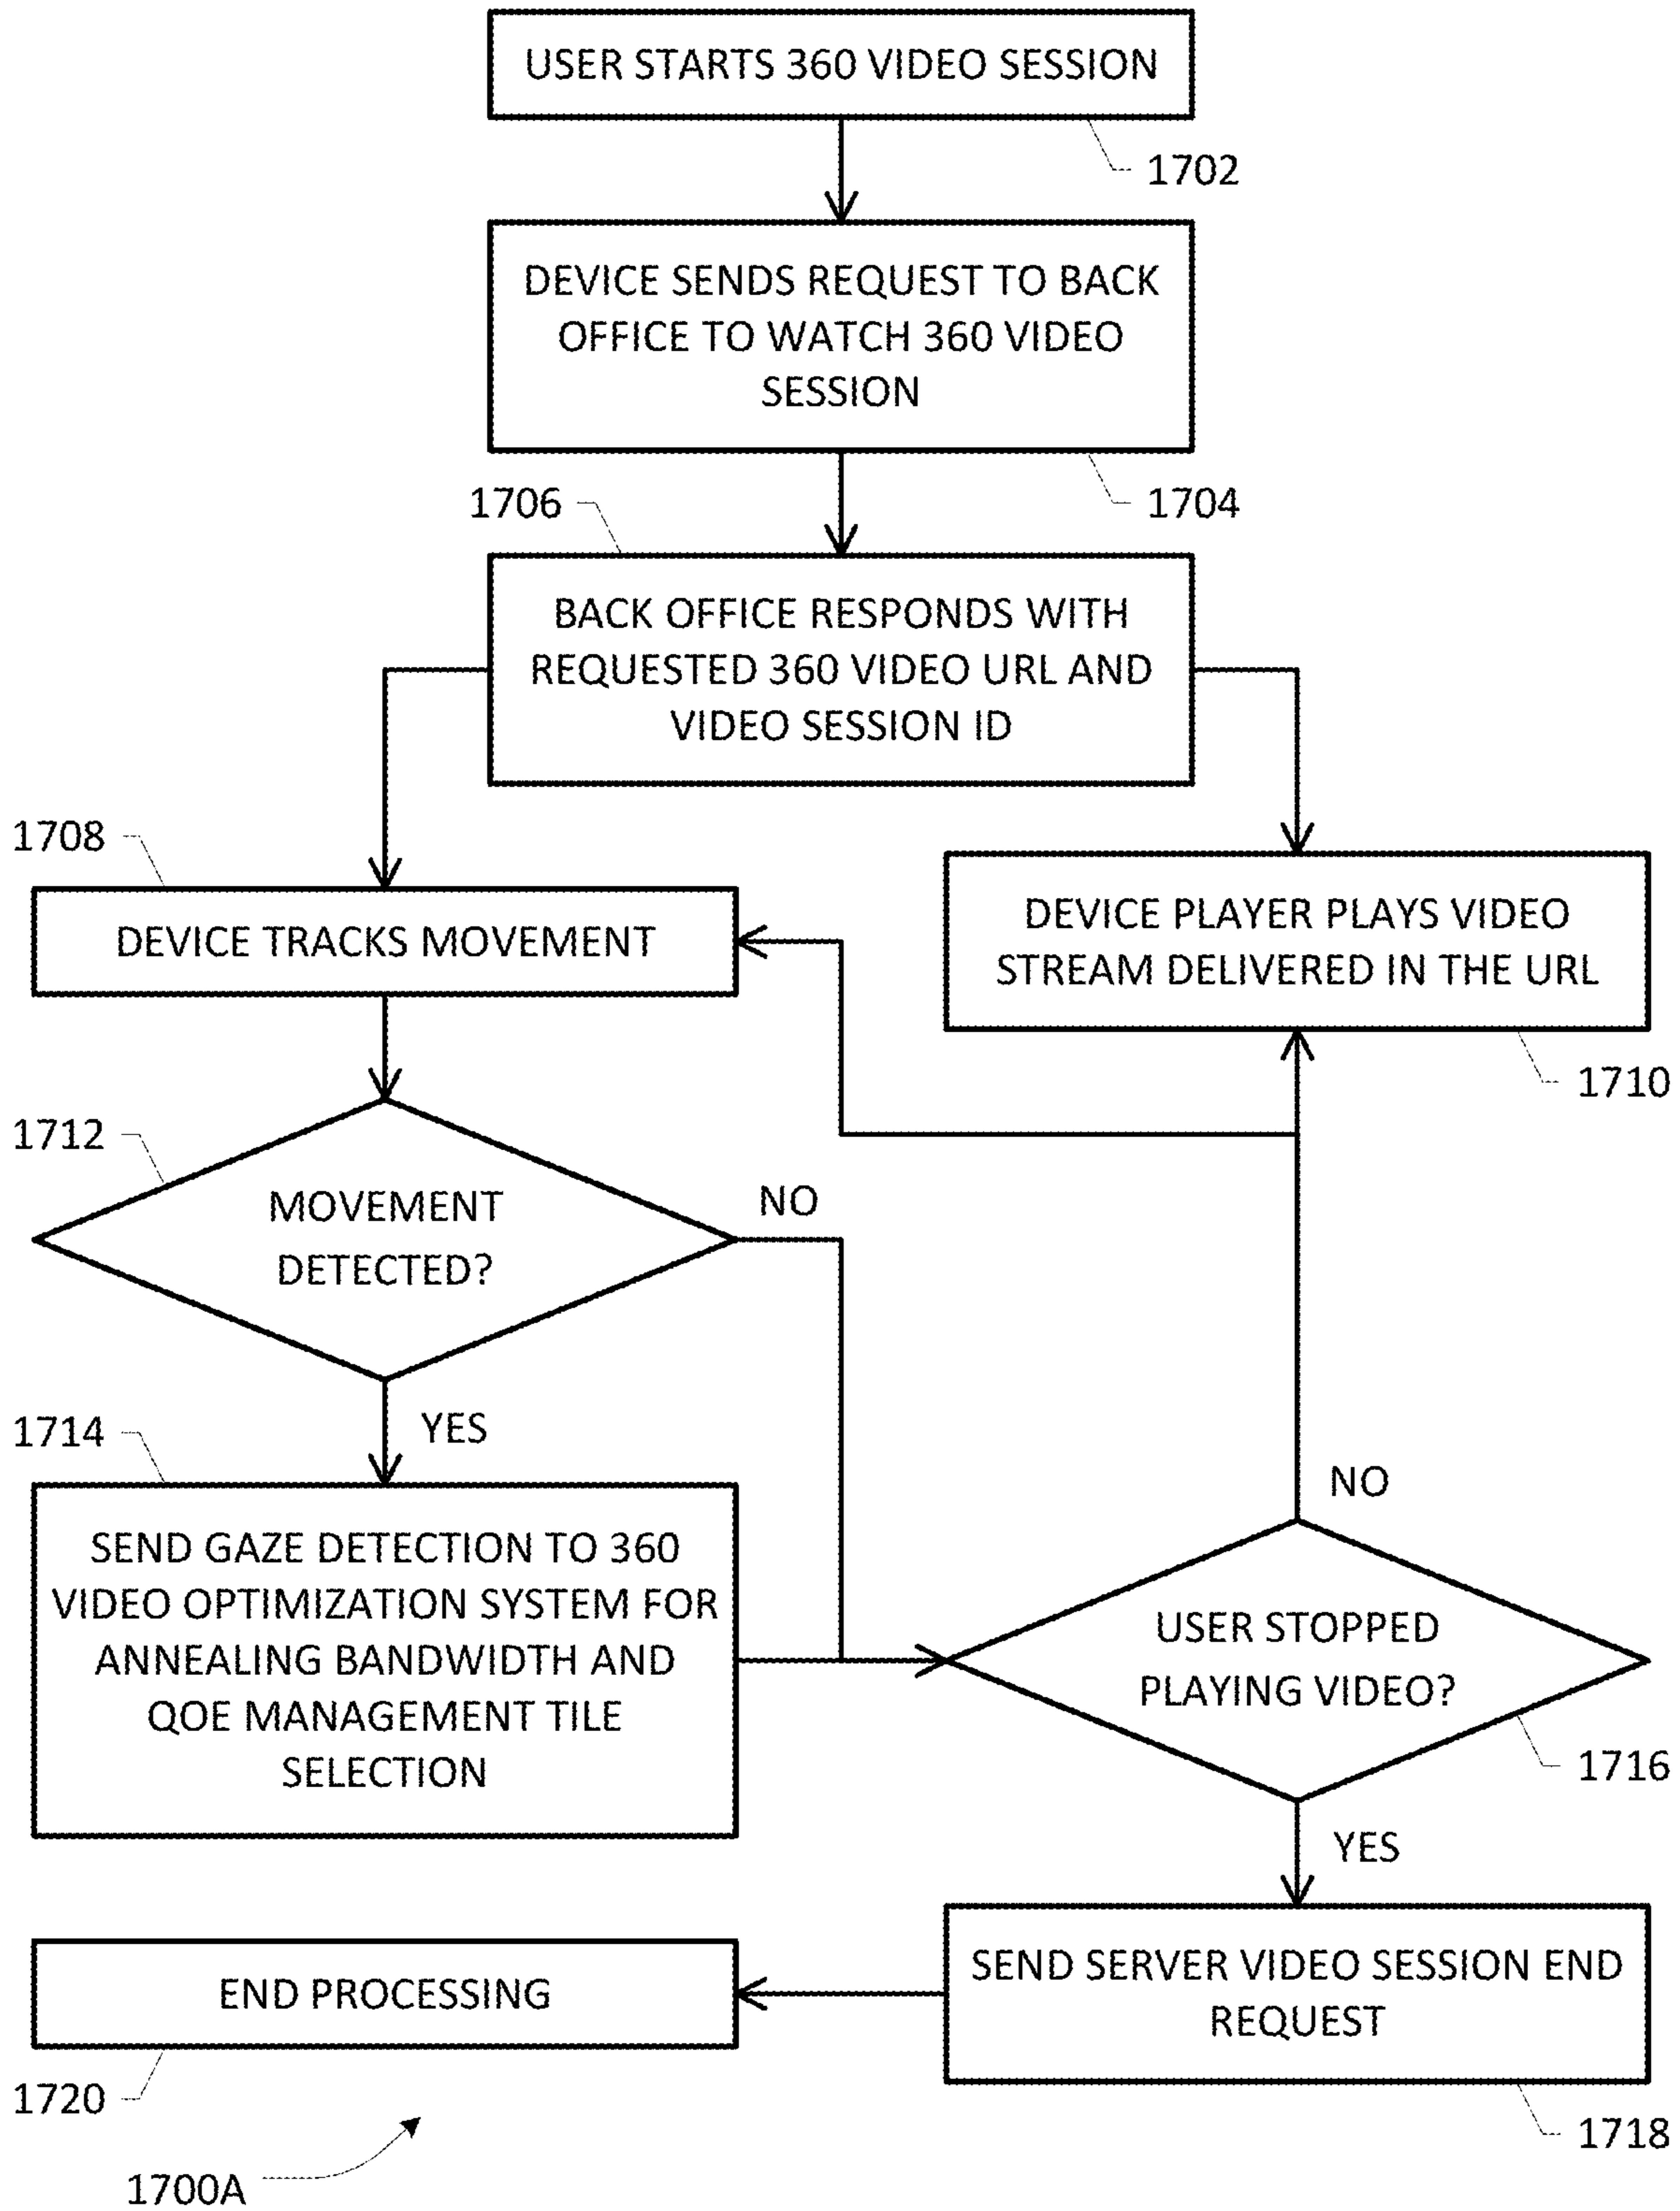 USER STARTS 360 VIDEO SESSION
1702
DEVICE SENDS REQUEST TO BACK
OFFICE TO WATCH 360 VIDEO
SESSION
1704
1706
BACK OFFICE RESPONDS WITH
REQUESTED 360 VIDEO URL AND
VIDEO SESSION ID
1708
DEVICE TRACKS MOVEMENT
DEVICE PLAYER PLAYS VIDEO
STREAM DELIVERED IN THE URL
1710
1712
MOVEMENT
DETECTED?
NO
YES
1714
SEND GAZE DETECTION TO 360
VIDEO OPTIMIZATION SYSTEM FOR
ANNEALING BANDWIDTH AND
QOE MANAGEMENT TILE
SELECTION
NO
USER STOPPED
PLAYING VIDEO?
1716
YES
SEND SERVER VIDEO SESSION END
REQUEST
1718
END PROCESSING
1720
1700A